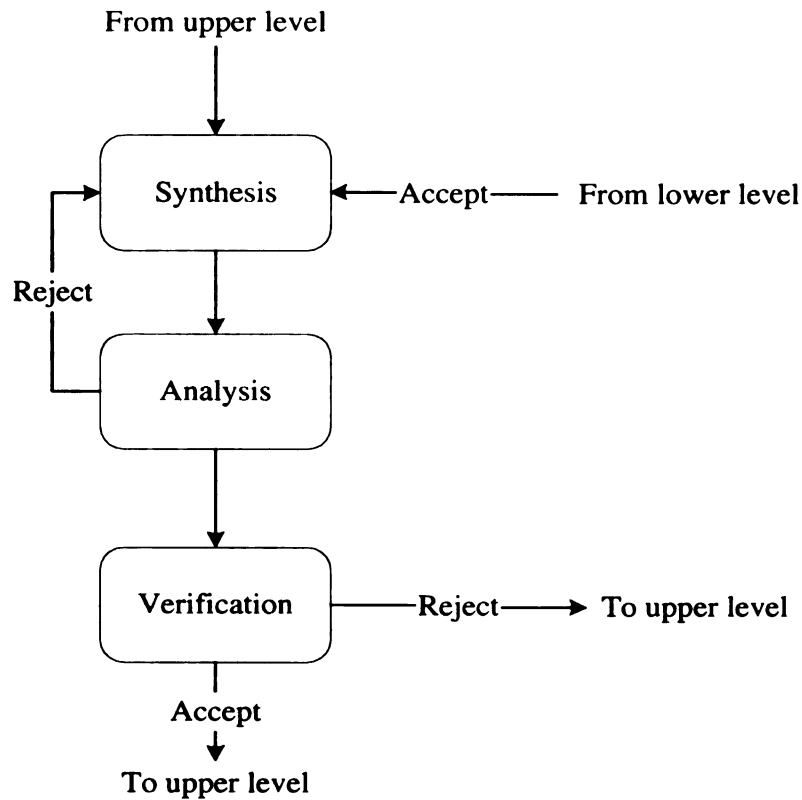 From upper level
Synthesis
Accept
From lower level
Reject
Analysis
Verification
Reject
To upper level
Accept
To upper level